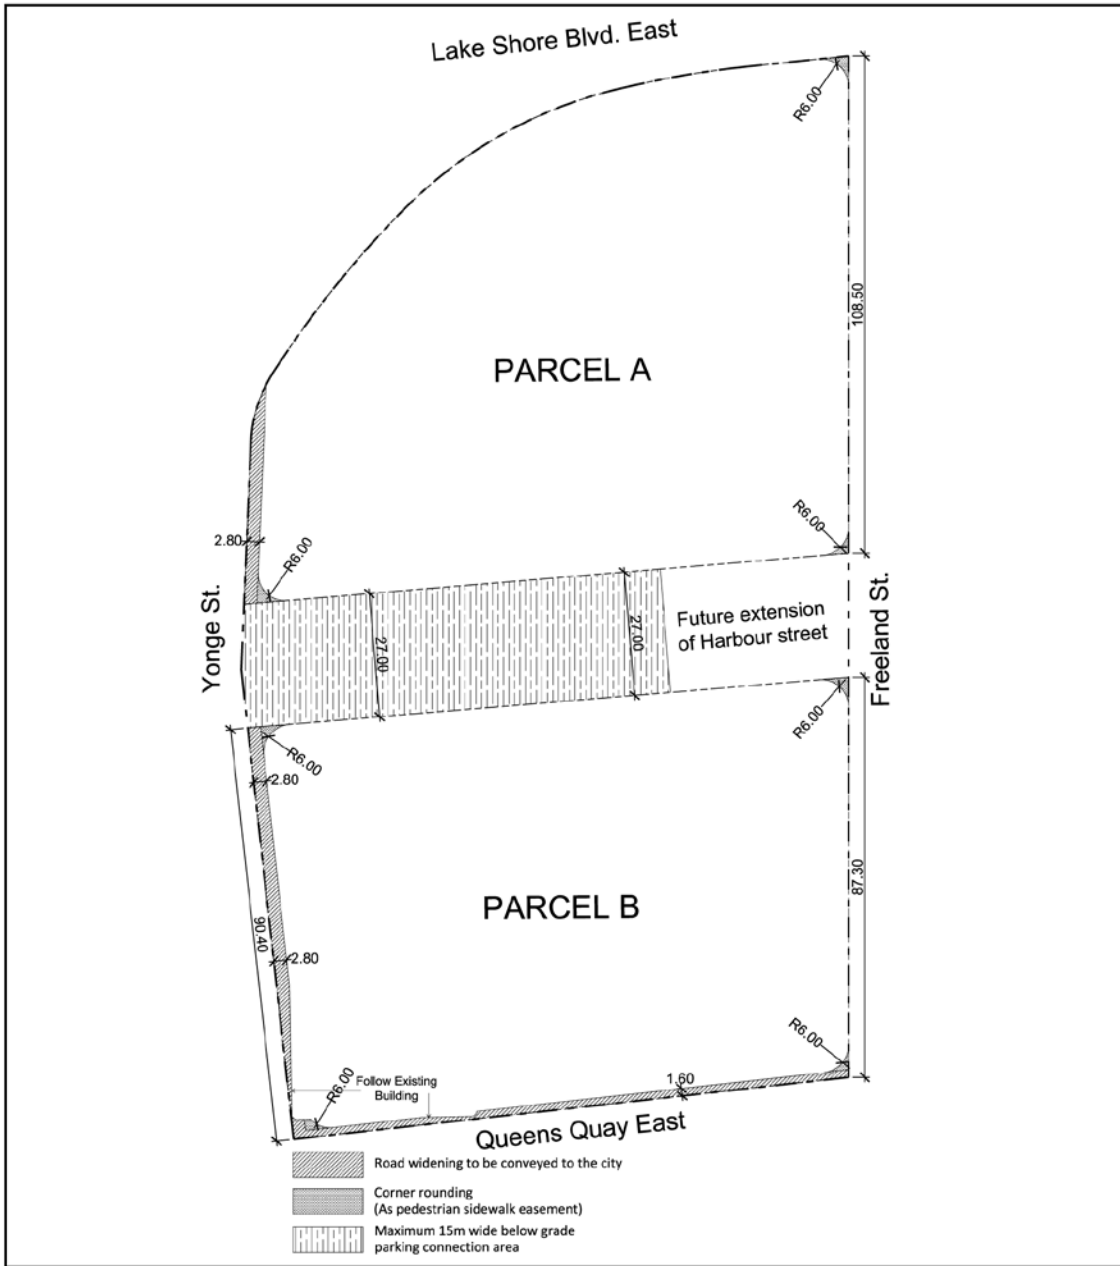 Lake Shore Blvd. East
R6.00
108.50
PARCEL A
R6.00
2.80
R6.00
Yonge St.
27.00
27.00
Future extension
of Harbour street
Freeland St.
R6.00
R6.00
2.80
87.30
PARCEL B
90.40
2.80
R6.00
R6.00
Follow Existing
Building
1.60
Queens Quay East
Road widening to be conveyed to the city
Corner rounding
(As pedestrian sidewalk easement)
Maximum 15m wide below grade
parking connection area